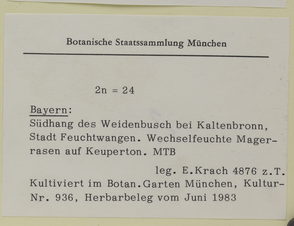 Botanische Staatssammlung München
2n = 24
Bayern:
Südhang des Weidenbusch bei Kaltenbronn,
Stadt Feuchtwangen. Wechselfeuchte Mager-
rasen auf Keuperton. MTB
leg. E.Krach 4876 z.T.
Kultiviert im Botan.Garten München, Kultur-
Nr. 936, Herbarbeleg vom Juni 1983